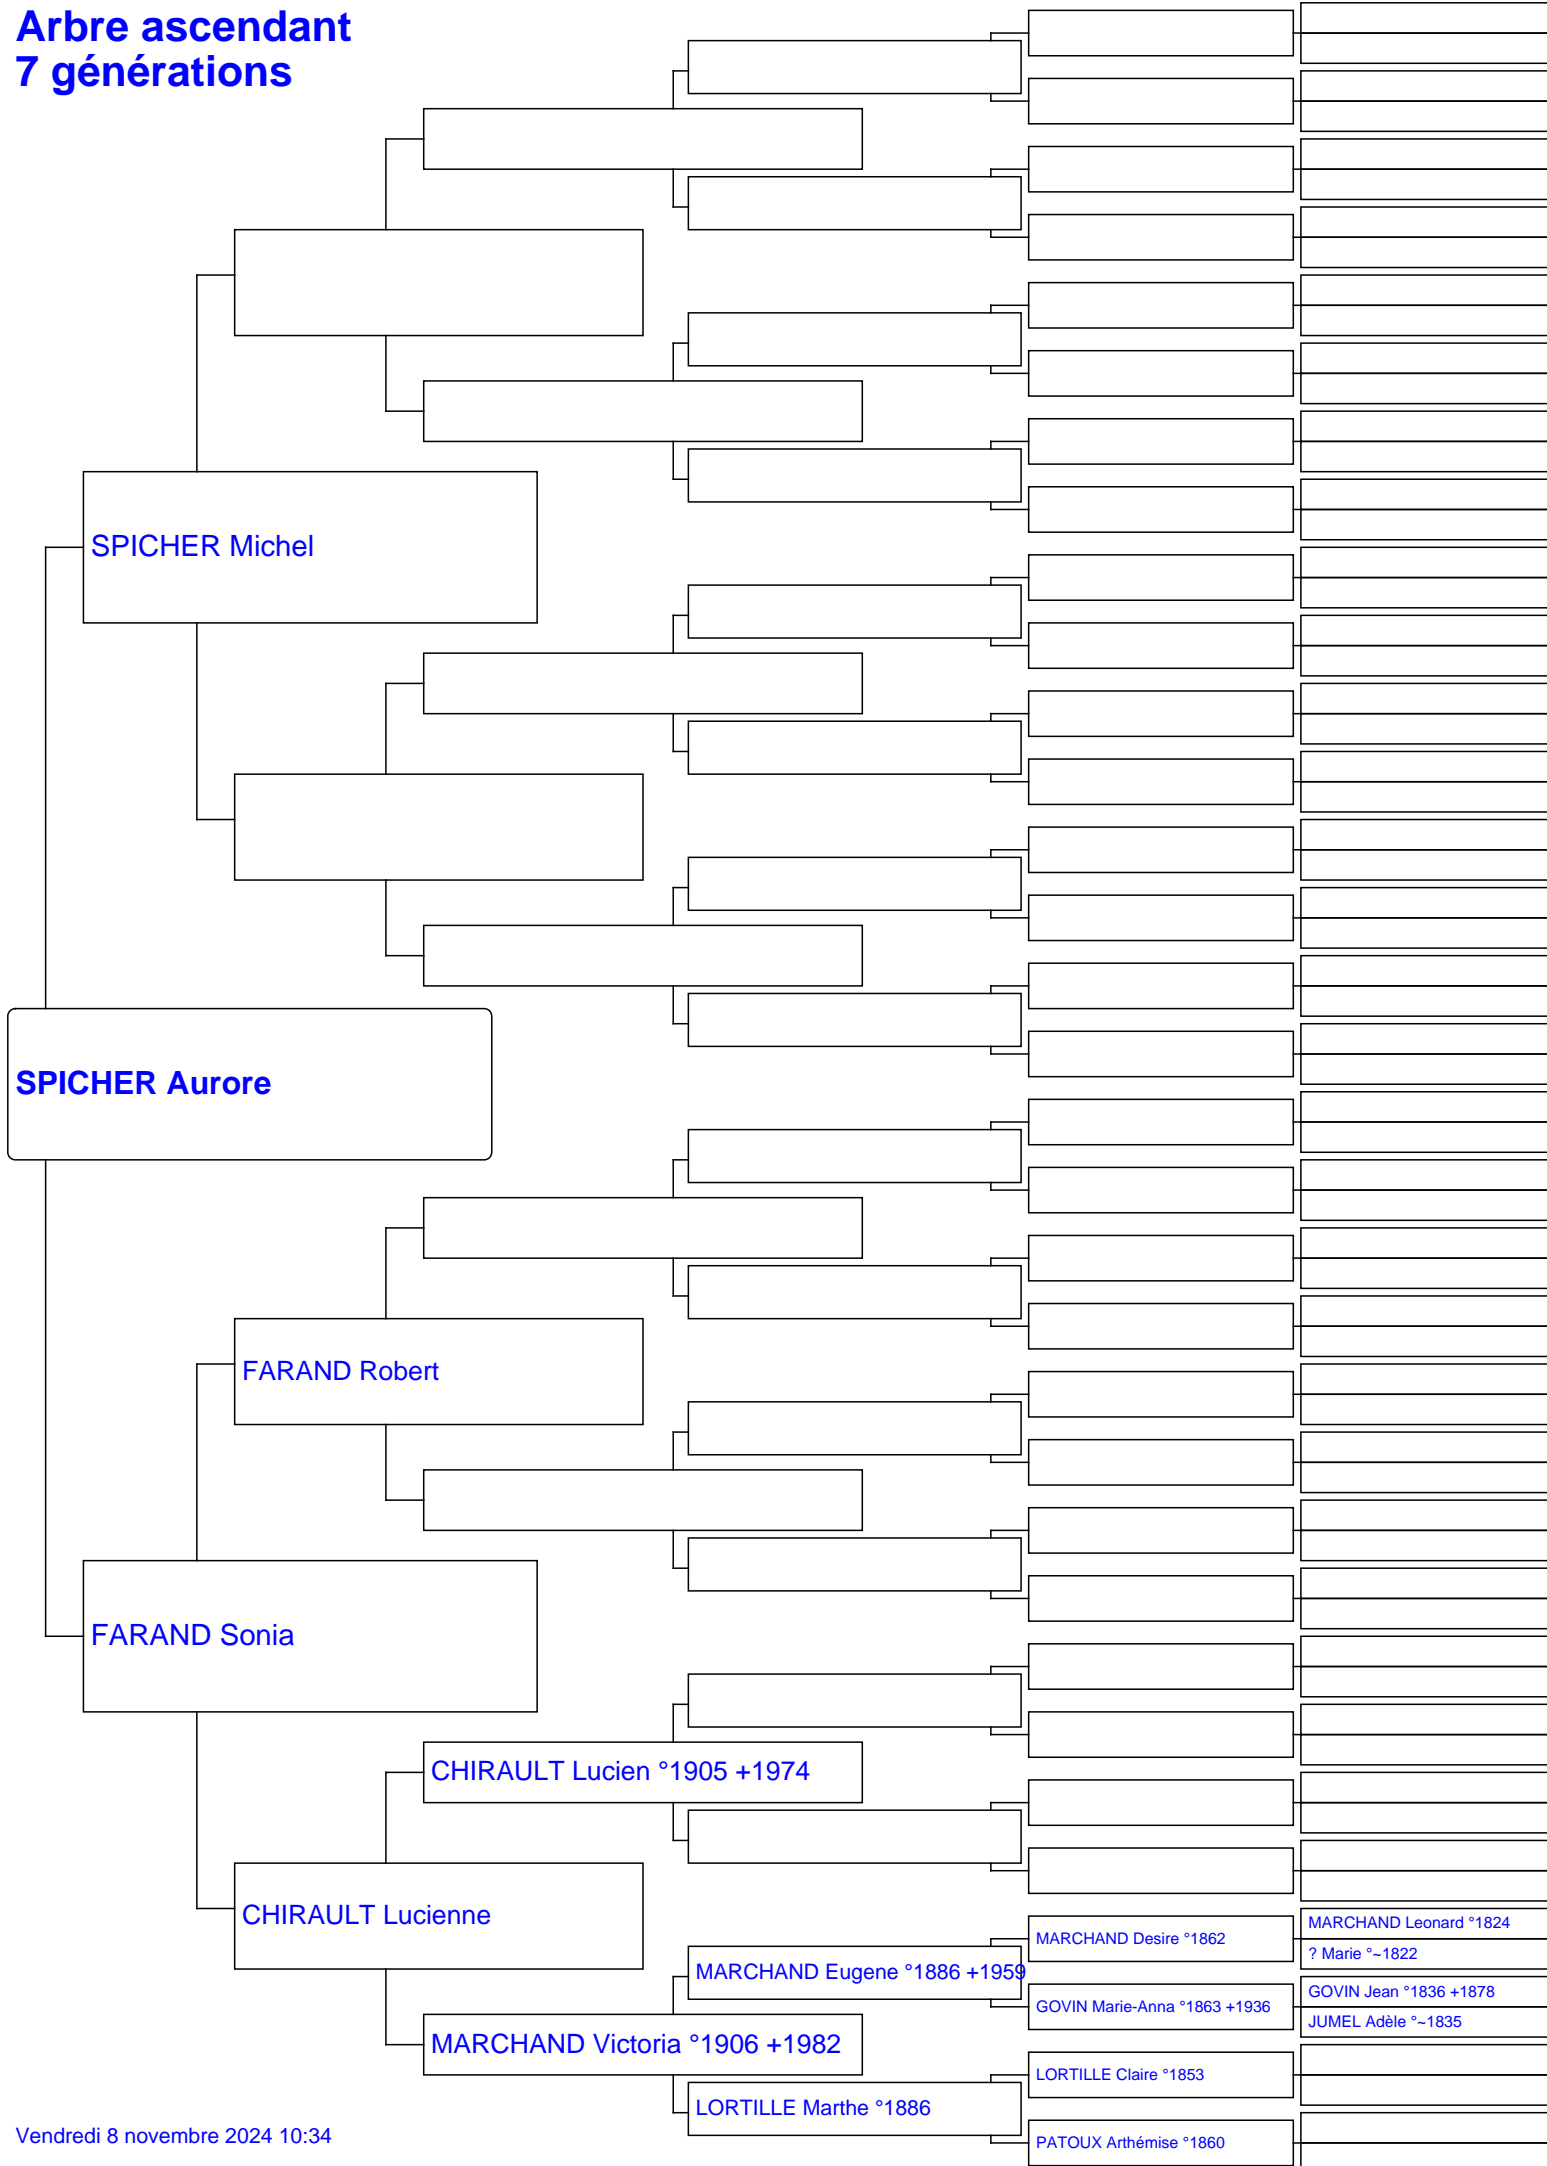 Arbre ascendant
7 générations
SPICHER Michel
SPICHER Aurore
FARAND Robert
FARAND Sonia
CHIRAULT Lucien °1905 +1974
CHIRAULT Lucienne
MARCHAND Leonard °1824
MARCHAND Desire °1862
? Marie °~1822
MARCHAND Eugene °1886 +1959
GOVIN Jean °1836 +1878
GOVIN Marie-Anna °1863 +1936
JUMEL Adèle °~1835
MARCHAND Victoria °1906 +1982
LORTILLE Claire °1853
LORTILLE Marthe °1886
PATOUX Arthémise °1860
Vendredi 8 novembre 2024 10:34